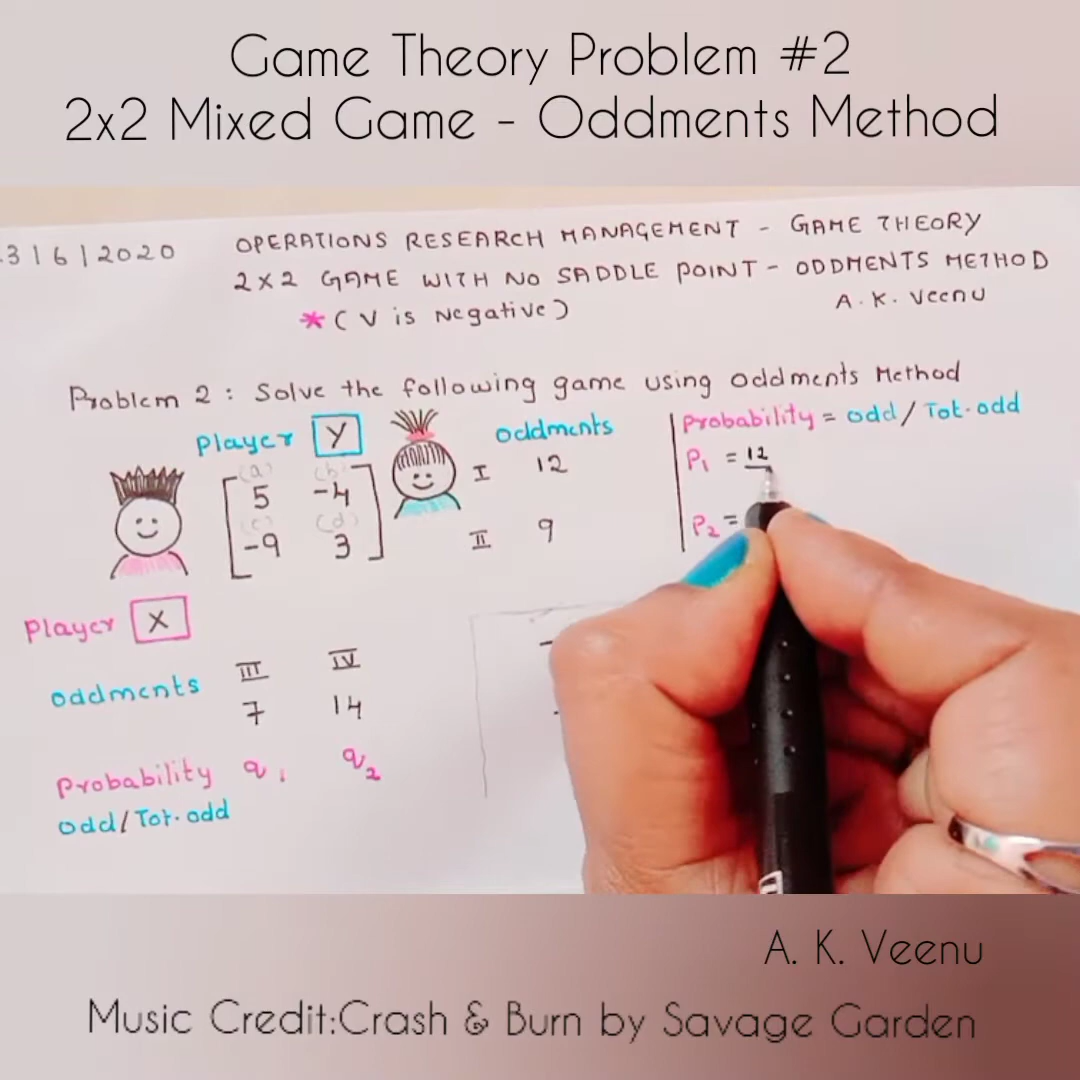 Game Theory Problem #2
2x2 Mixed Game - Oddments Method
3|6|2020
OPERATIONS RESEARCH MANAGEMENT - GAME THEORY
2x2 GAME WITH NO SADDLE POINT - ODDMENTS METHOD
* (V is Negative)
A. K. Veenu
Problem 2 : Solve the following game using oddments Method
Player Y
oddments
Probability = odd / Tot. odd
(a) (b)
5 -4
I 12
P1 = 12
(c) (d)
-9 3
II 9
P2 =
Player X
III IV
oddments
7 14
Probability q1 q2
odd / Tot. odd
A. K. Veenu
Music Credit:Crash & Burn by Savage Garden